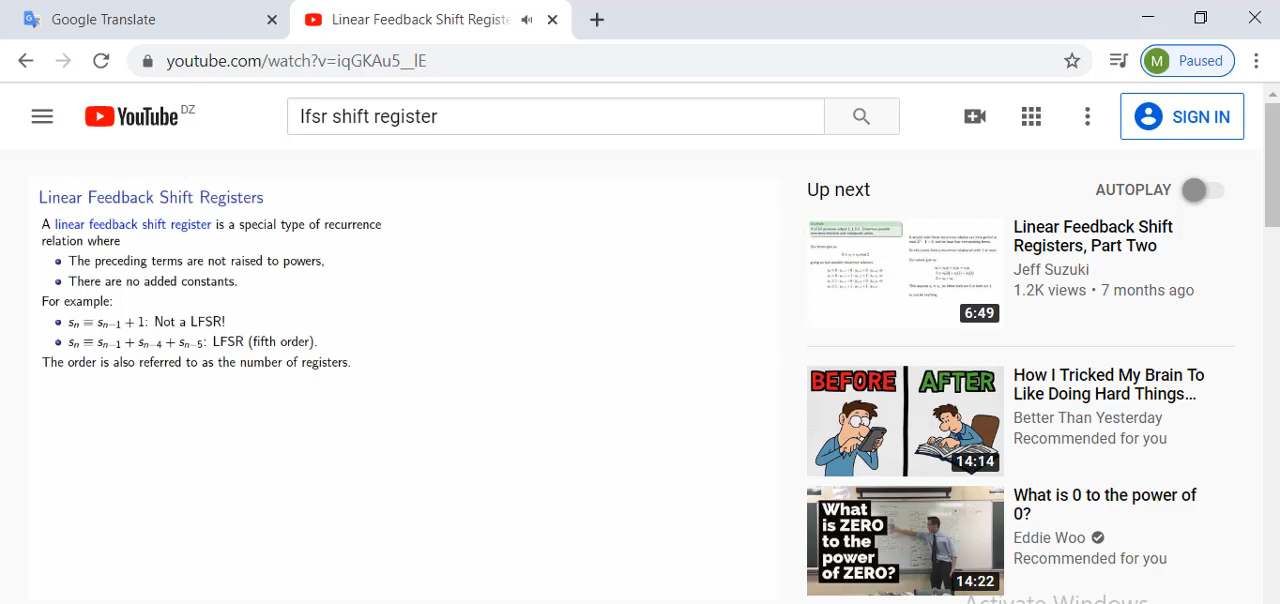 Google Translate
Linear Feedback Shift Registe
youtube.com/watch?v=iqGKAu5__lE
M Paused
YouTube DZ
lfsr shift register
SIGN IN
Linear Feedback Shift Registers
A linear feedback shift register is a special type of recurrence
relation where
• The preceding terms are not raised to powers,
• There are no added constants.
For example:
• sₙ ≡ sₙ₋₁ + 1: Not a LFSR!
• sₙ ≡ sₙ₋₁ + sₙ₋₄ + sₙ₋₅: LFSR (fifth order).
The order is also referred to as the number of registers.
Up next
AUTOPLAY
6:49
Linear Feedback Shift
Registers, Part Two
Jeff Suzuki
1.2K views • 7 months ago
BEFORE
AFTER
14:14
How I Tricked My Brain To
Like Doing Hard Things...
Better Than Yesterday
Recommended for you
What
is ZERO
to the
power
of ZERO?
14:22
What is 0 to the power of
0?
Eddie Woo
Recommended for you
Activate Windows